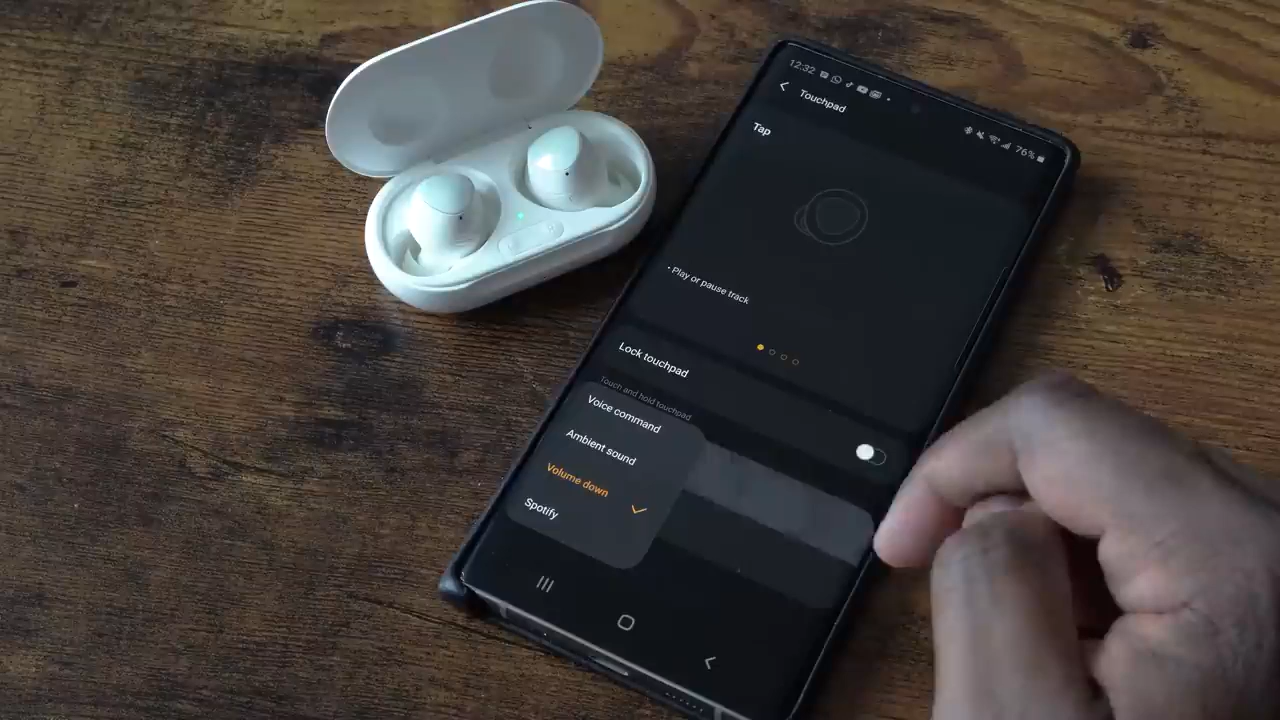 12:32
76%
Touchpad
Tap
• Play or pause track
Lock touchpad
Touch and hold touchpad
Voice command
Ambient sound
Volume down
Spotify